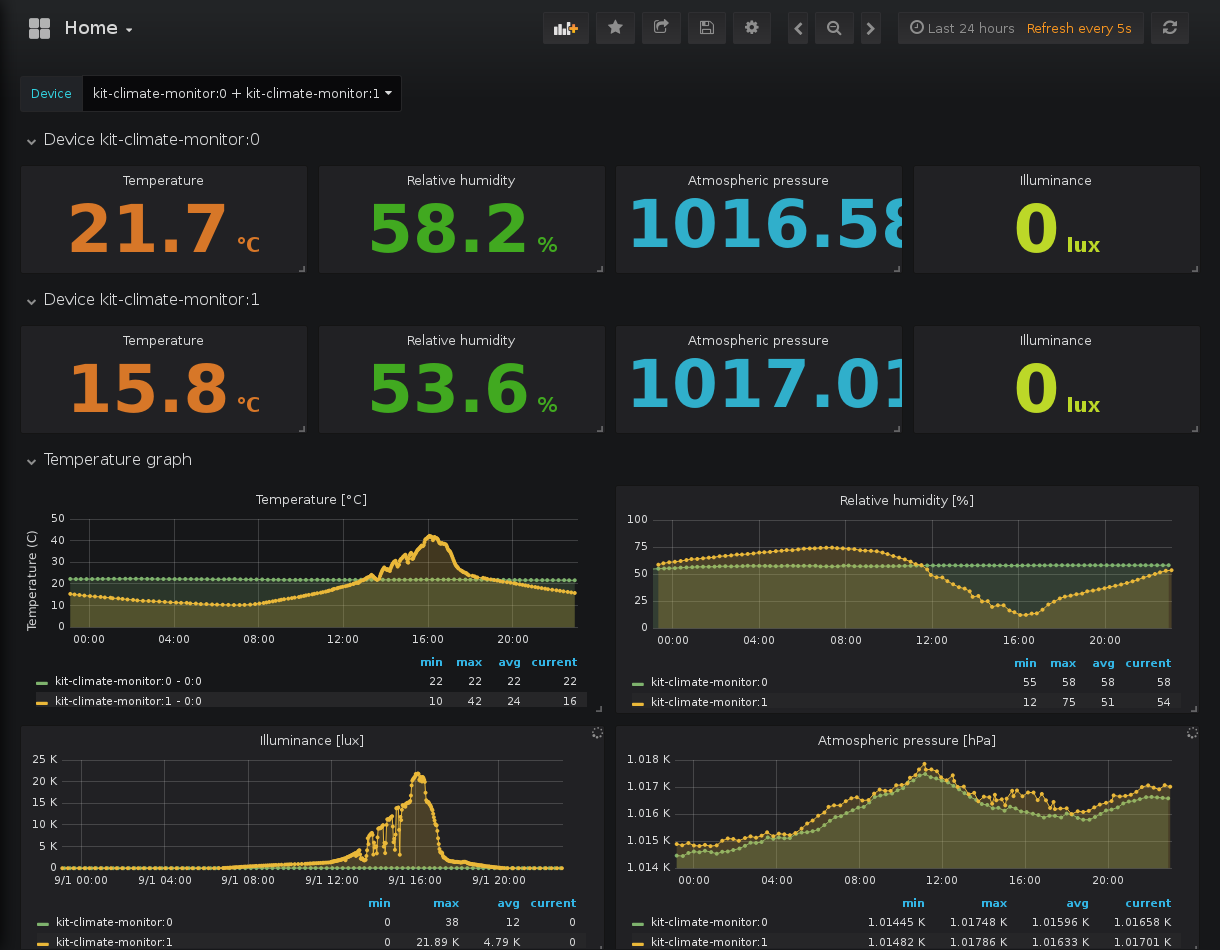 Home
Last 24 hours Refresh every 5s
Device kit-climate-monitor:0 + kit-climate-monitor:1
Device kit-climate-monitor:0
Temperature Relative humidity Atmospheric pressure Illuminance
21.7 °C 58.2 % 1016.58 0 lux
Device kit-climate-monitor:1
Temperature Relative humidity Atmospheric pressure Illuminance
15.8 °C 53.6 % 1017.01 0 lux
Temperature graph
Temperature [°C]
Temperature (C)
50
40
30
20
10
0
00:00 04:00 08:00 12:00 16:00 20:00
min max avg current
kit-climate-monitor:0 - 0:0 22 22 22 22
kit-climate-monitor:1 - 0:0 10 42 24 16
Relative humidity [%]
100
75
50
25
0
00:00 04:00 08:00 12:00 16:00 20:00
min max avg current
kit-climate-monitor:0 55 58 58 58
kit-climate-monitor:1 12 75 51 54
Illuminance [lux]
25 K
20 K
15 K
10 K
5 K
0
9/1 00:00 9/1 04:00 9/1 08:00 9/1 12:00 9/1 16:00 9/1 20:00
min max avg current
kit-climate-monitor:0 0 38 12 0
kit-climate-monitor:1 0 21.89 K 4.79 K 0
Atmospheric pressure [hPa]
1.018 K
1.017 K
1.016 K
1.015 K
1.014 K
00:00 04:00 08:00 12:00 16:00 20:00
min max avg current
kit-climate-monitor:0 1.01445 K 1.01748 K 1.01596 K 1.01658 K
kit-climate-monitor:1 1.01482 K 1.01786 K 1.01633 K 1.01701 K